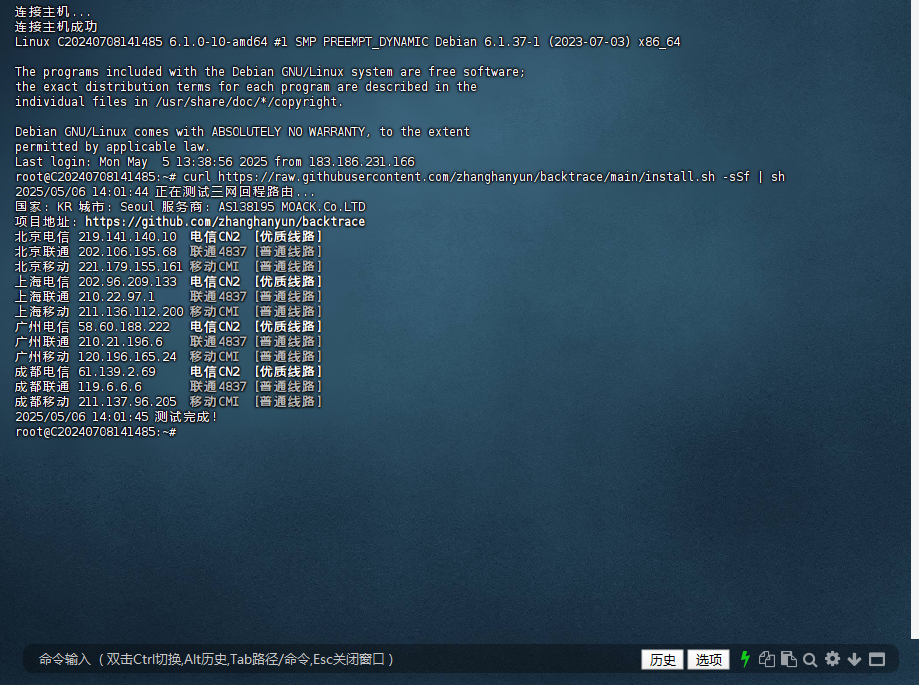 连接主机...
连接主机成功
Linux C20240708141485 6.1.0-10-amd64 #1 SMP PREEMPT_DYNAMIC Debian 6.1.37-1 (2023-07-03) x86_64
The programs included with the Debian GNU/Linux system are free software;
the exact distribution terms for each program are described in the
individual files in /usr/share/doc/*/copyright.
Debian GNU/Linux comes with ABSOLUTELY NO WARRANTY, to the extent
permitted by applicable law.
Last login: Mon May  5 13:38:56 2025 from 183.186.231.166
root@C20240708141485:~# curl https://raw.githubusercontent.com/zhanghanyun/backtrace/main/install.sh -sSf | sh
2025/05/06 14:01:44 正在测试三网回程路由...
国家: KR 城市: Seoul 服务商: AS138195 MOACK.Co.LTD
项目地址: https://github.com/zhanghanyun/backtrace
北京电信 219.141.140.10  电信CN2  [优质线路]
北京联通 202.106.195.68  联通4837 [普通线路]
北京移动 221.179.155.161 移动CMI  [普通线路]
上海电信 202.96.209.133  电信CN2  [优质线路]
上海联通 210.22.97.1     联通4837 [普通线路]
上海移动 211.136.112.200 移动CMI  [普通线路]
广州电信 58.60.188.222   电信CN2  [优质线路]
广州联通 210.21.196.6    联通4837 [普通线路]
广州移动 120.196.165.24  移动CMI  [普通线路]
成都电信 61.139.2.69     电信CN2  [优质线路]
成都联通 119.6.6.6       联通4837 [普通线路]
成都移动 211.137.96.205  移动CMI  [普通线路]
2025/05/06 14:01:45 测试完成!
root@C20240708141485:~#
命令输入 (双击Ctrl切换,Alt历史,Tab路径/命令,Esc关闭窗口) 历史 选项